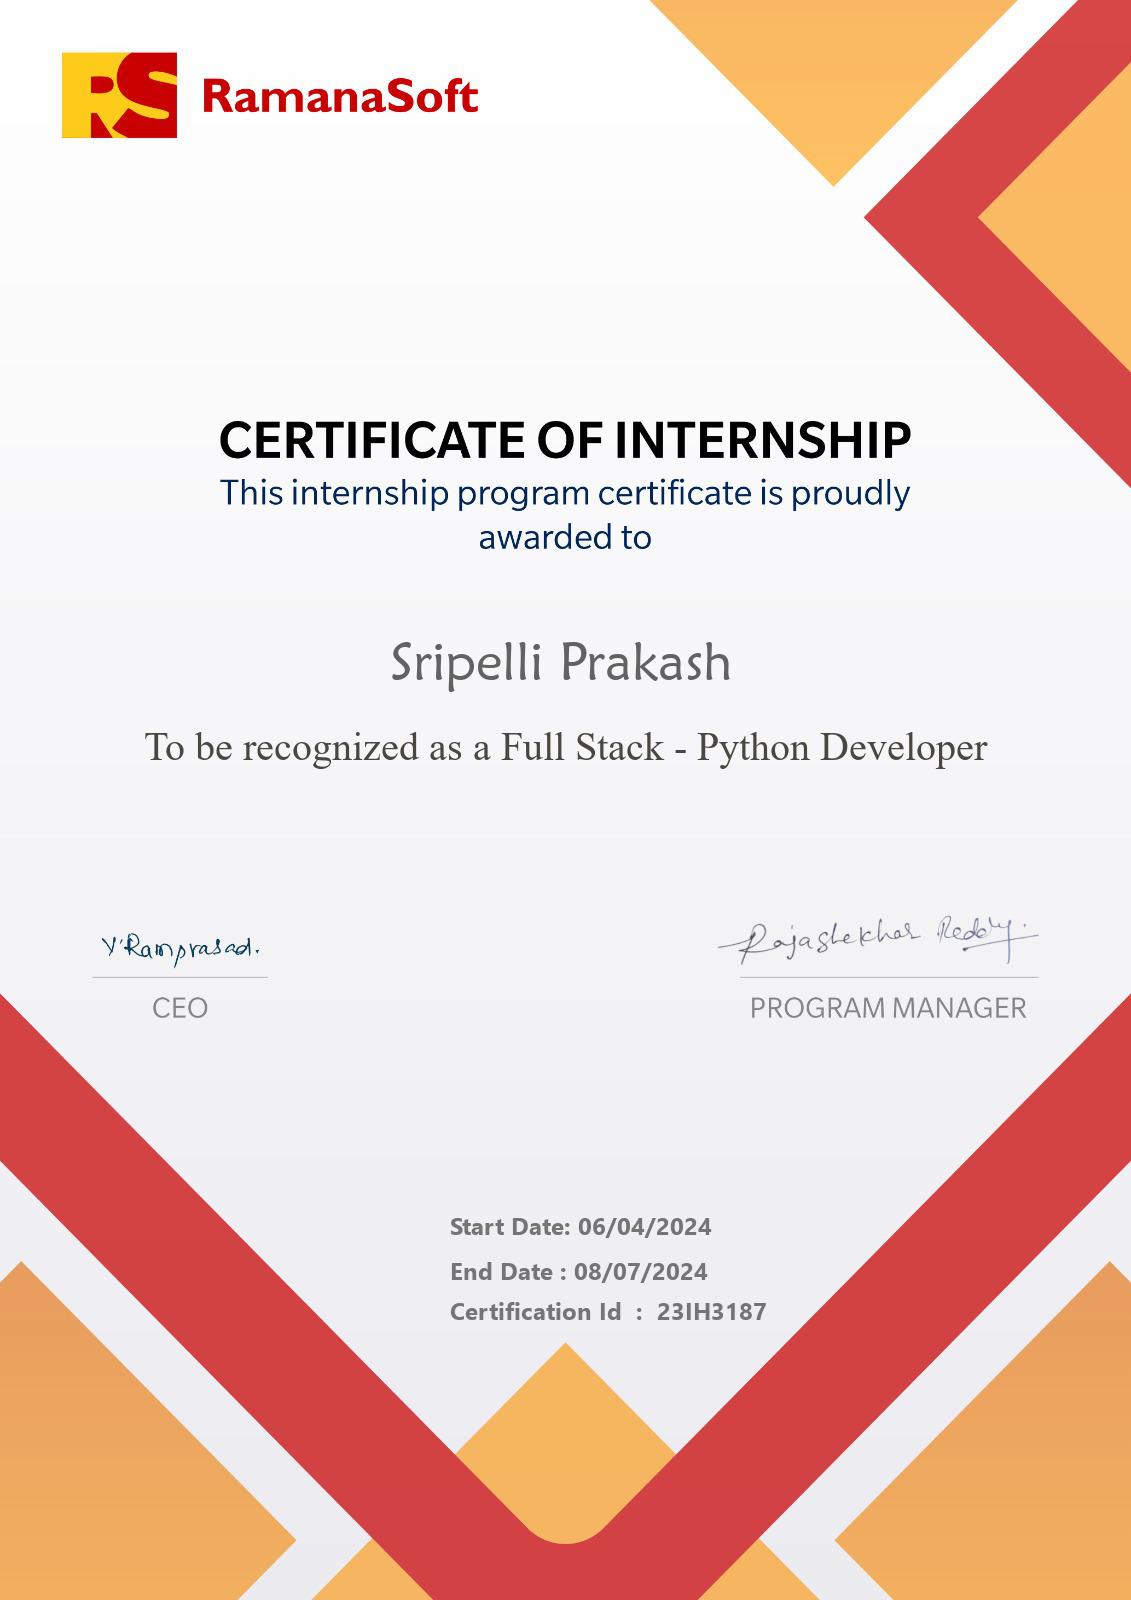 RS RamanaSoft
CERTIFICATE OF INTERNSHIP
This internship program certificate is proudly
awarded to
Sripelli Prakash
To be recognized as a Full Stack - Python Developer
V Ramprasad.
Rajashekhar Reddy.
CEO
PROGRAM MANAGER
Start Date: 06/04/2024
End Date : 08/07/2024
Certification Id : 23IH3187